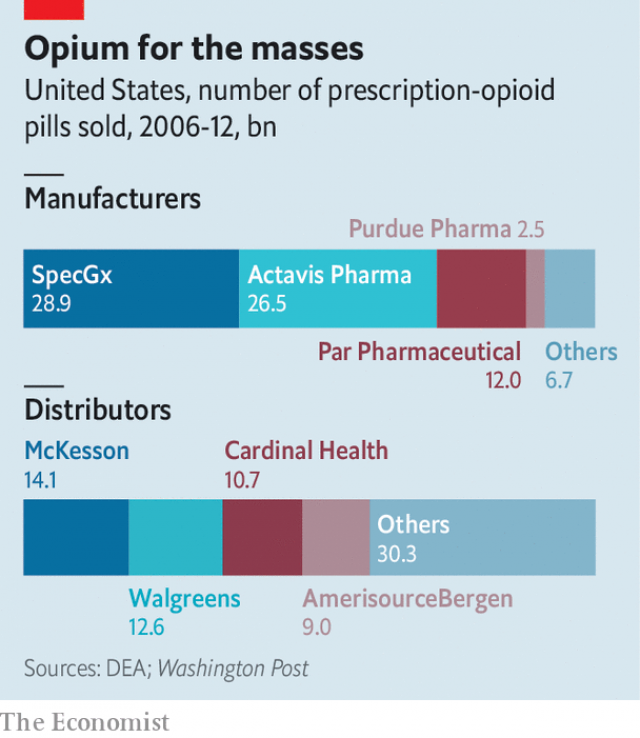 Opium for the masses
United States, number of prescription-opioid
pills sold, 2006-12, bn
Manufacturers
Purdue Pharma 2.5
SpecGx
28.9
Actavis Pharma
26.5
Par Pharmaceutical
12.0
Others
6.7
Distributors
McKesson
14.1
Cardinal Health
10.7
Others
30.3
Walgreens
12.6
AmerisourceBergen
9.0
Sources: DEA; Washington Post
The Economist